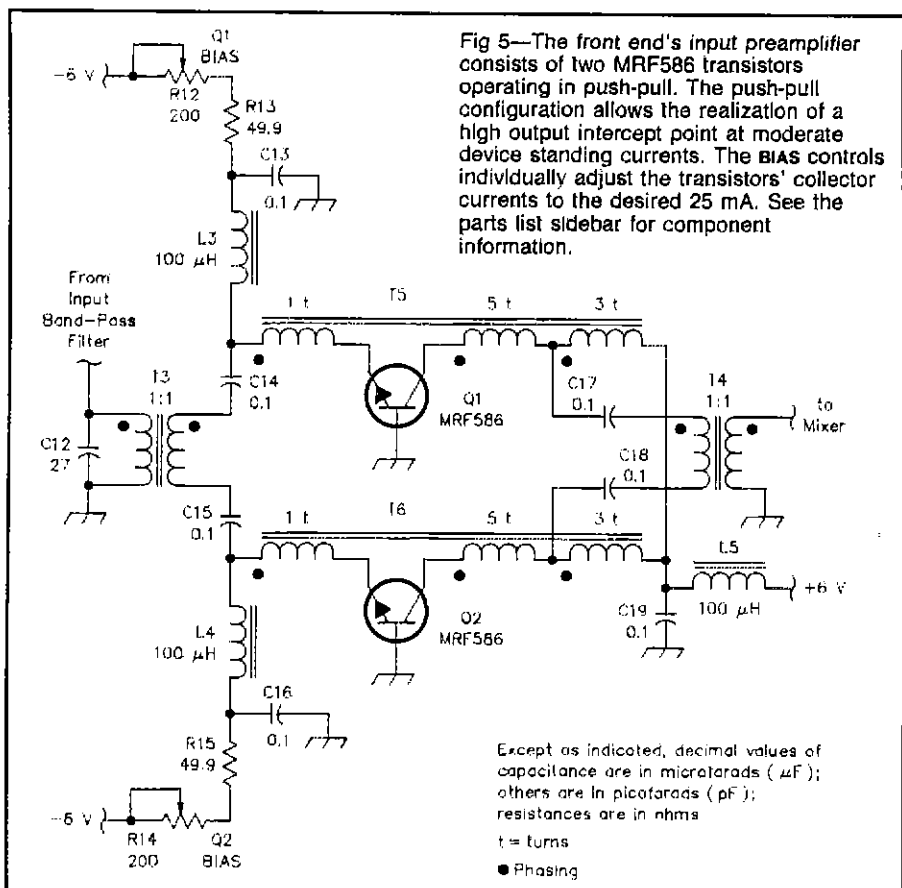 Fig 5—The front end's input preamplifier
consists of two MRF586 transistors
operating in push-pull. The push-pull
configuration allows the realization of a
high output intercept point at moderate
device standing currents. The BIAS controls
individually adjust the transistors' collector
currents to the desired 25 mA. See the
parts list sidebar for component
information.
Q1
BIAS
-6 V
R12
200
R13
49.9
C13
0.1
L3
100 μH
From
Input
Band-Pass
Filter
1 t
T5
5 t
3 t
T3
1:1
C14
0.1
Q1
MRF586
C17
0.1
T4
1:1
to
Mixer
C12
27
C18
0.1
C15
0.1
1 t
T6
5 t
3 t
L5
+6 V
100 μH
L4
100 μH
Q2
MRF586
C19
0.1
C16
0.1
R15
49.9
-6 V
R14
200
Q2
BIAS
Except as indicated, decimal values of
capacitance are in microfarads (μF);
others are in picofarads (pF);
resistances are in ohms
t = turns
● Phasing